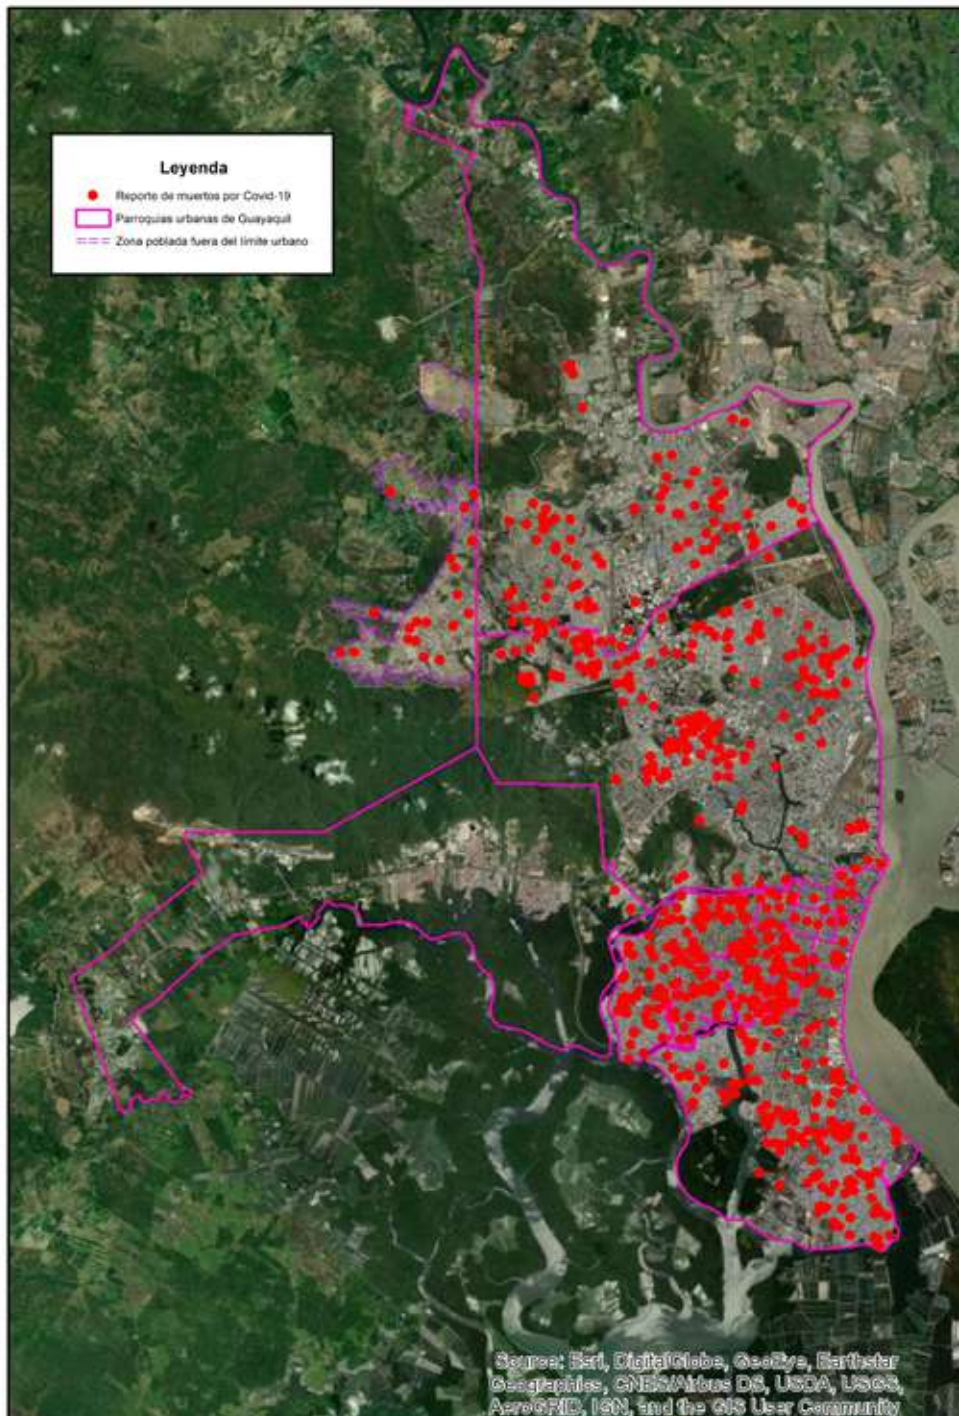 Leyenda
Reporte de muertos por Covid-19
Parroquias urbanas de Guayaquil
Zona poblada fuera del límite urbano
Source: Esri, DigitalGlobe, GeoEye, Earthstar
Geographics, CNES/Airbus DS, USDA, USGS,
AeroGRID, IGN, and the GIS User Community